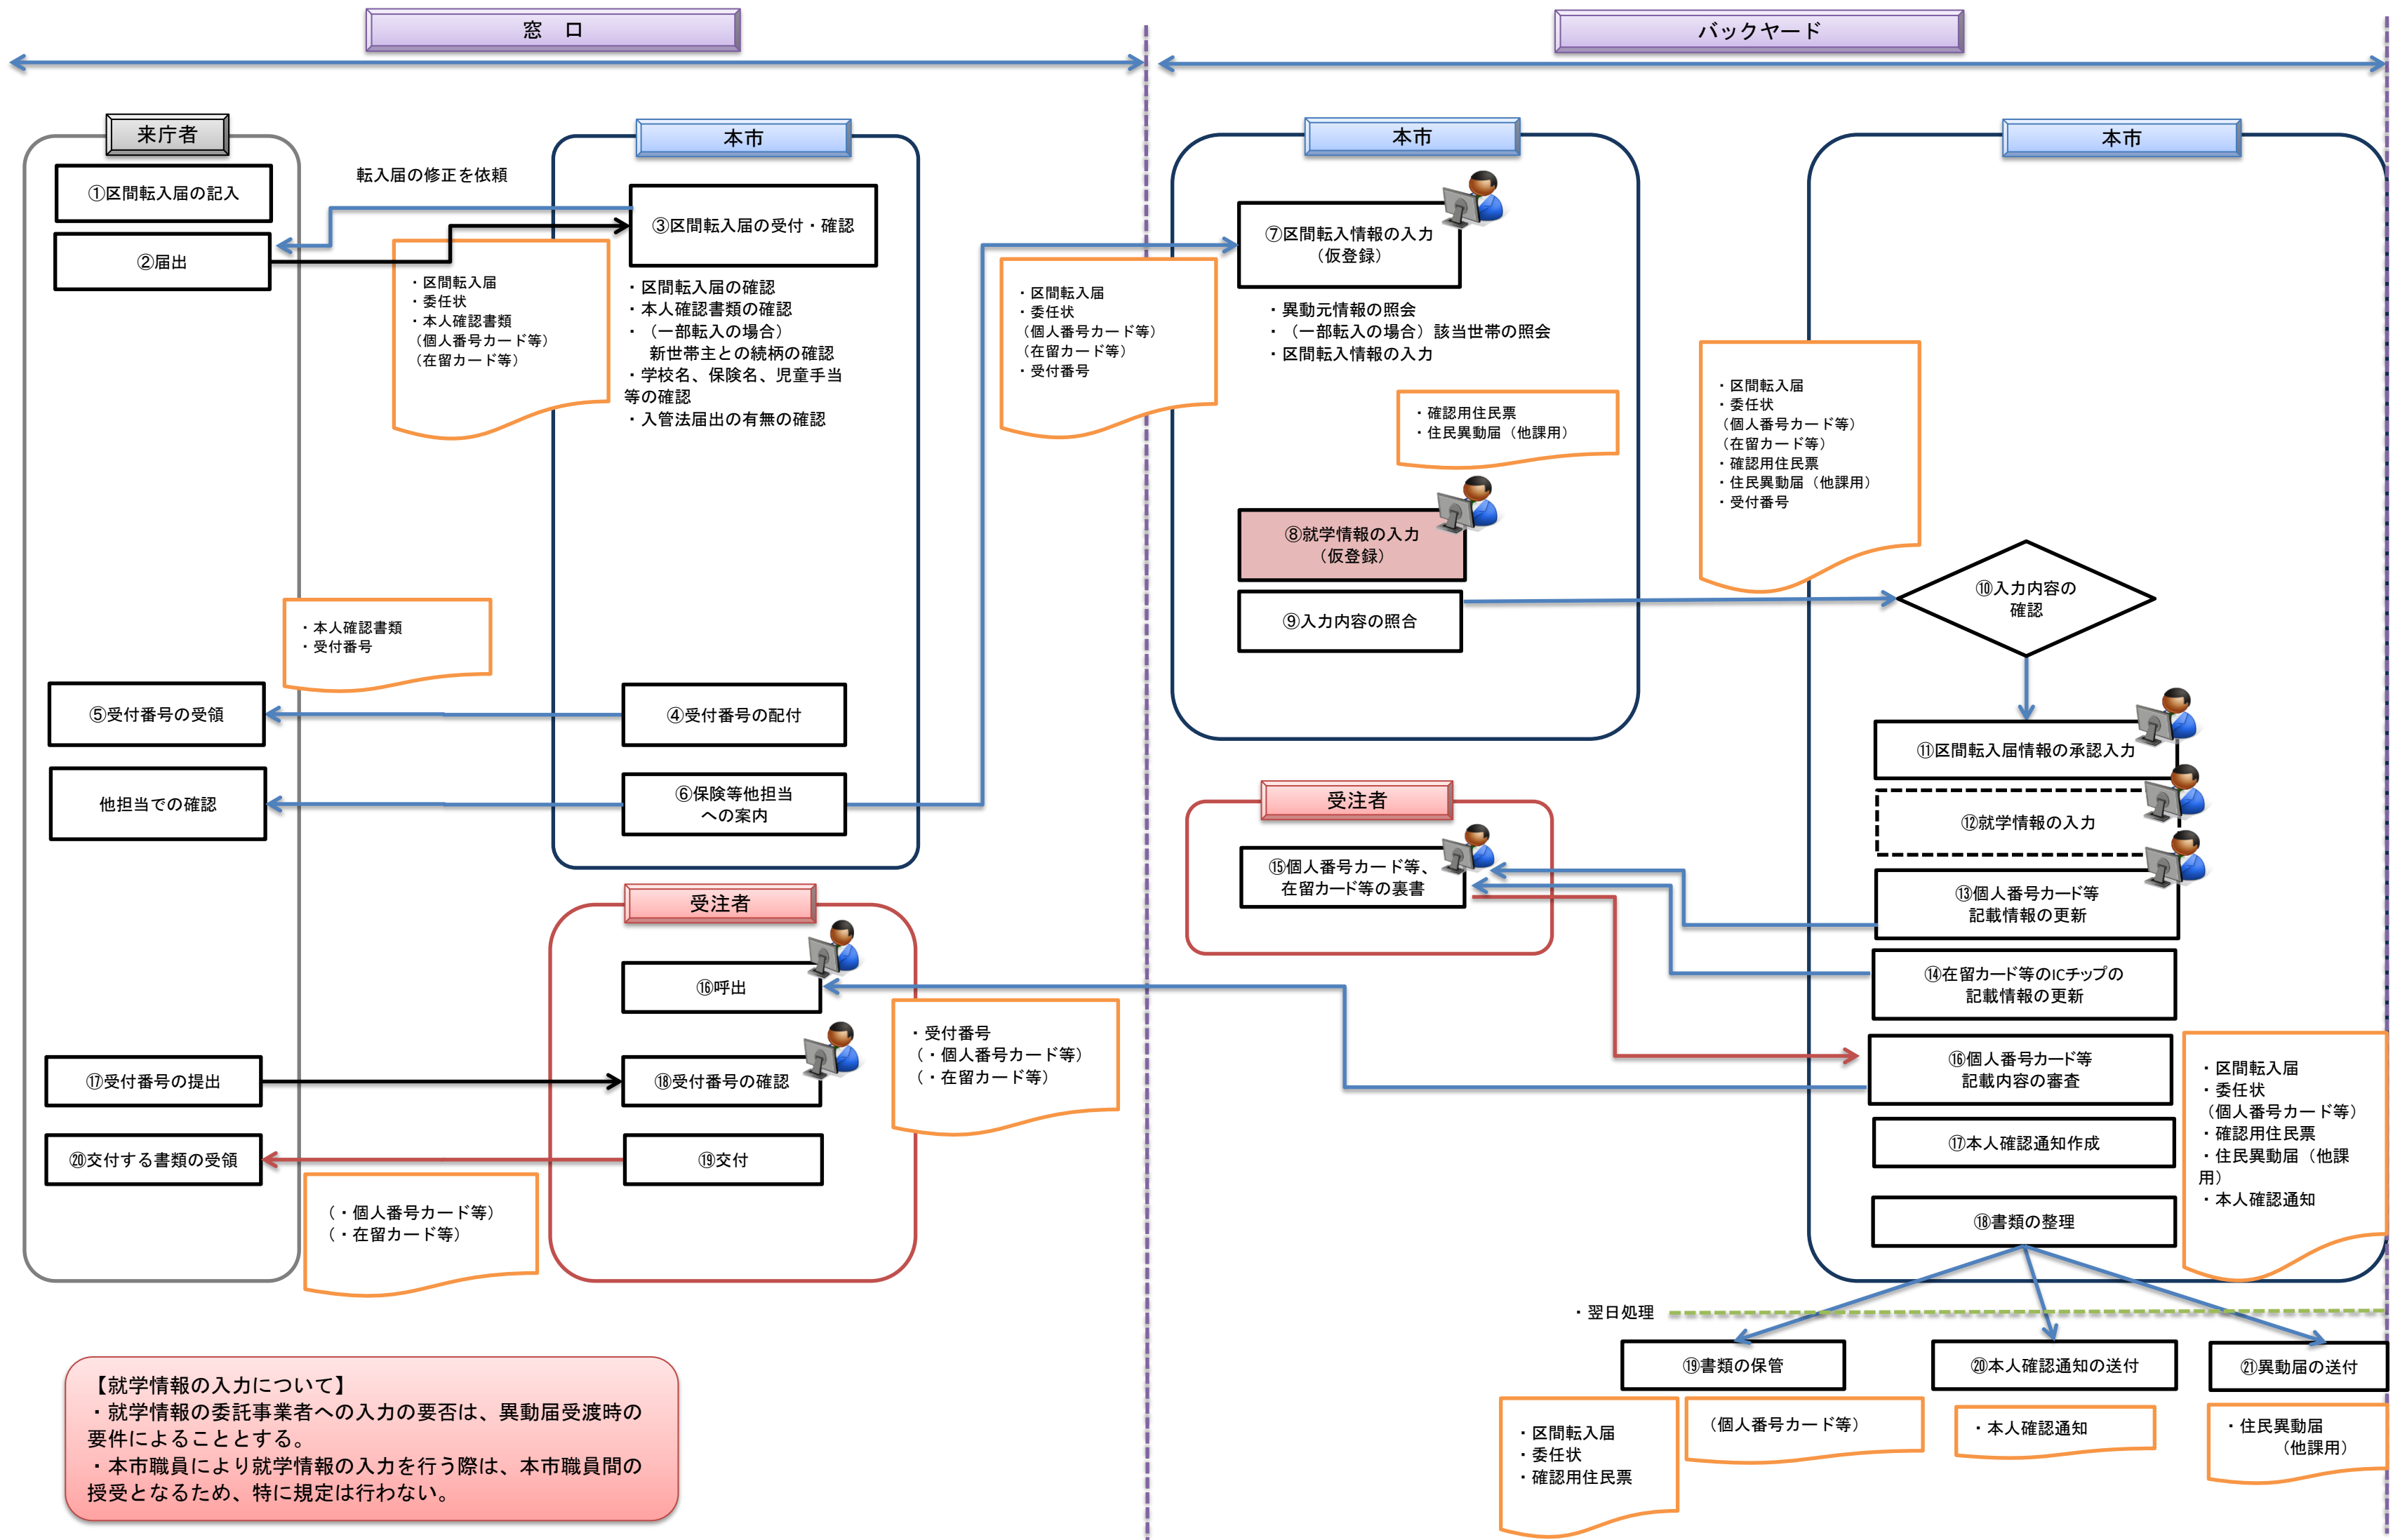 窓　口
バックヤード
来庁者
①区間転入届の記入
②届出
転入届の修正を依頼
・区間転入届
・委任状
・本人確認書類
（個人番号カード等）
（在留カード等）
本市
③区間転入届の受付・確認
・区間転入届の確認
・本人確認書類の確認
・（一部転入の場合）
新世帯主との続柄の確認
・学校名、保険名、児童手当
等の確認
・入管法届出の有無の確認
・本人確認書類
・受付番号
⑤受付番号の受領
④受付番号の配付
他担当での確認
⑥保険等他担当
への案内
・区間転入届
・委任状
（個人番号カード等）
（在留カード等）
・受付番号
本市
⑦区間転入情報の入力
（仮登録）
・異動元情報の照会
・（一部転入の場合）該当世帯の照会
・区間転入情報の入力
・確認用住民票
・住民異動届（他課用）
⑧就学情報の入力
（仮登録）
⑨入力内容の照合
本市
・区間転入届
・委任状
（個人番号カード等）
（在留カード等）
・確認用住民票
・住民異動届（他課用）
・受付番号
⑩入力内容の
確認
⑪区間転入届情報の承認入力
⑫就学情報の入力
⑬個人番号カード等
記載情報の更新
⑭在留カード等のICチップの
記載情報の更新
受注者
⑮個人番号カード等、
在留カード等の裏書
⑯個人番号カード等
記載内容の審査
⑰本人確認通知作成
⑱書類の整理
・区間転入届
・委任状
（個人番号カード等）
・確認用住民票
・住民異動届（他課
用）
・本人確認通知
受注者
⑯呼出
・受付番号
（・個人番号カード等）
（・在留カード等）
⑰受付番号の提出
⑱受付番号の確認
⑳交付する書類の受領
⑲交付
（・個人番号カード等）
（・在留カード等）
・翌日処理
⑲書類の保管
⑳本人確認通知の送付
㉑異動届の送付
・区間転入届
・委任状
・確認用住民票
（個人番号カード等）
・本人確認通知
・住民異動届
（他課用）
【就学情報の入力について】
・就学情報の委託事業者への入力の要否は、異動届受渡時の
要件によることとする。
・本市職員により就学情報の入力を行う際は、本市職員間の
授受となるため、特に規定は行わない。